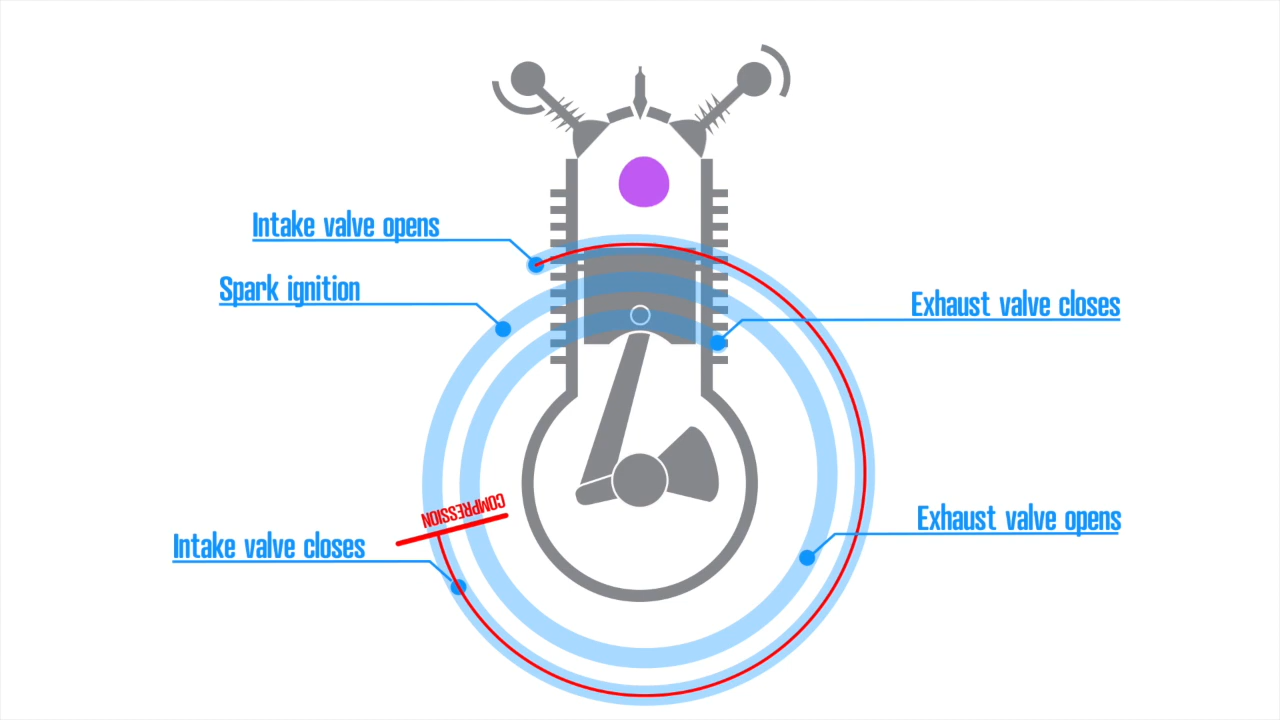 Intake valve opens
Spark ignition
Exhaust valve closes
COMPRESSION
Exhaust valve opens
Intake valve closes